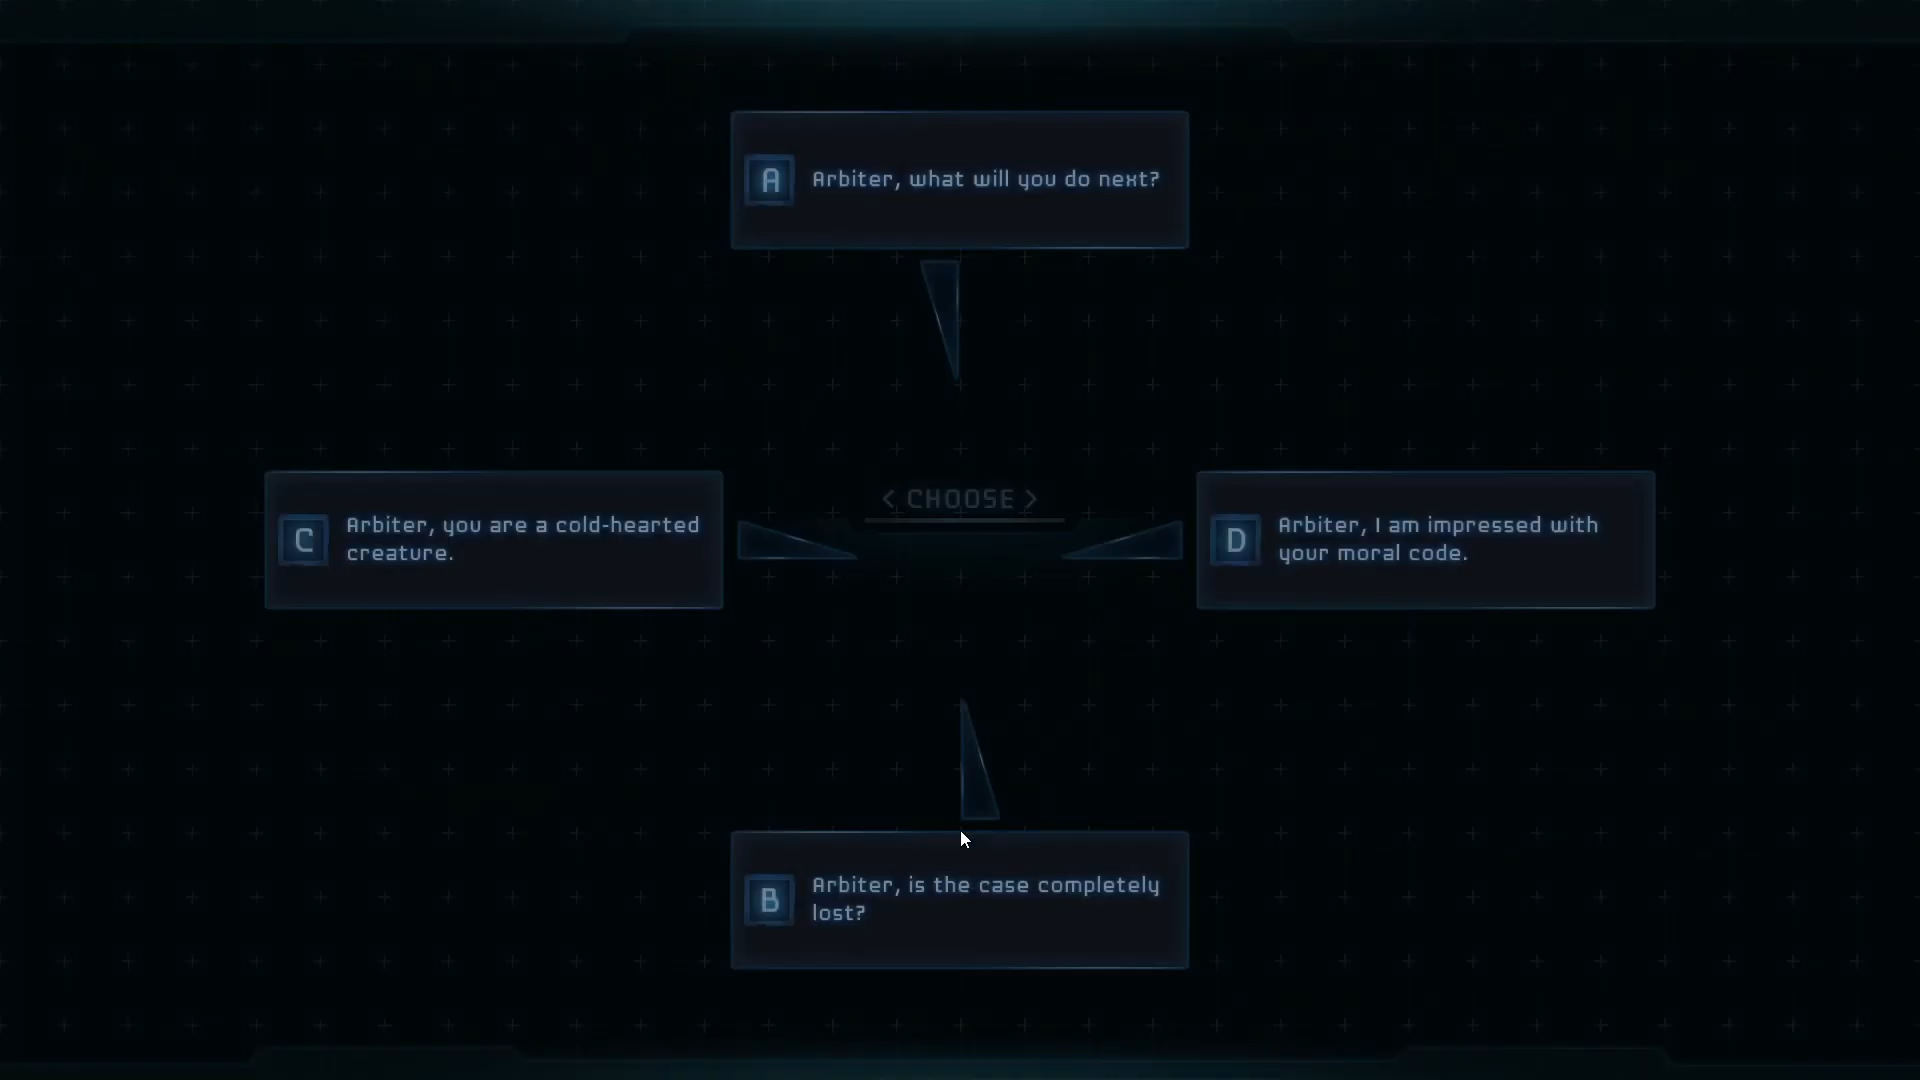 A
Arbiter, what will you do next?
< CHOOSE >
C
Arbiter, you are a cold-hearted
creature.
D
Arbiter, I am impressed with
your moral code.
B
Arbiter, is the case completely
lost?